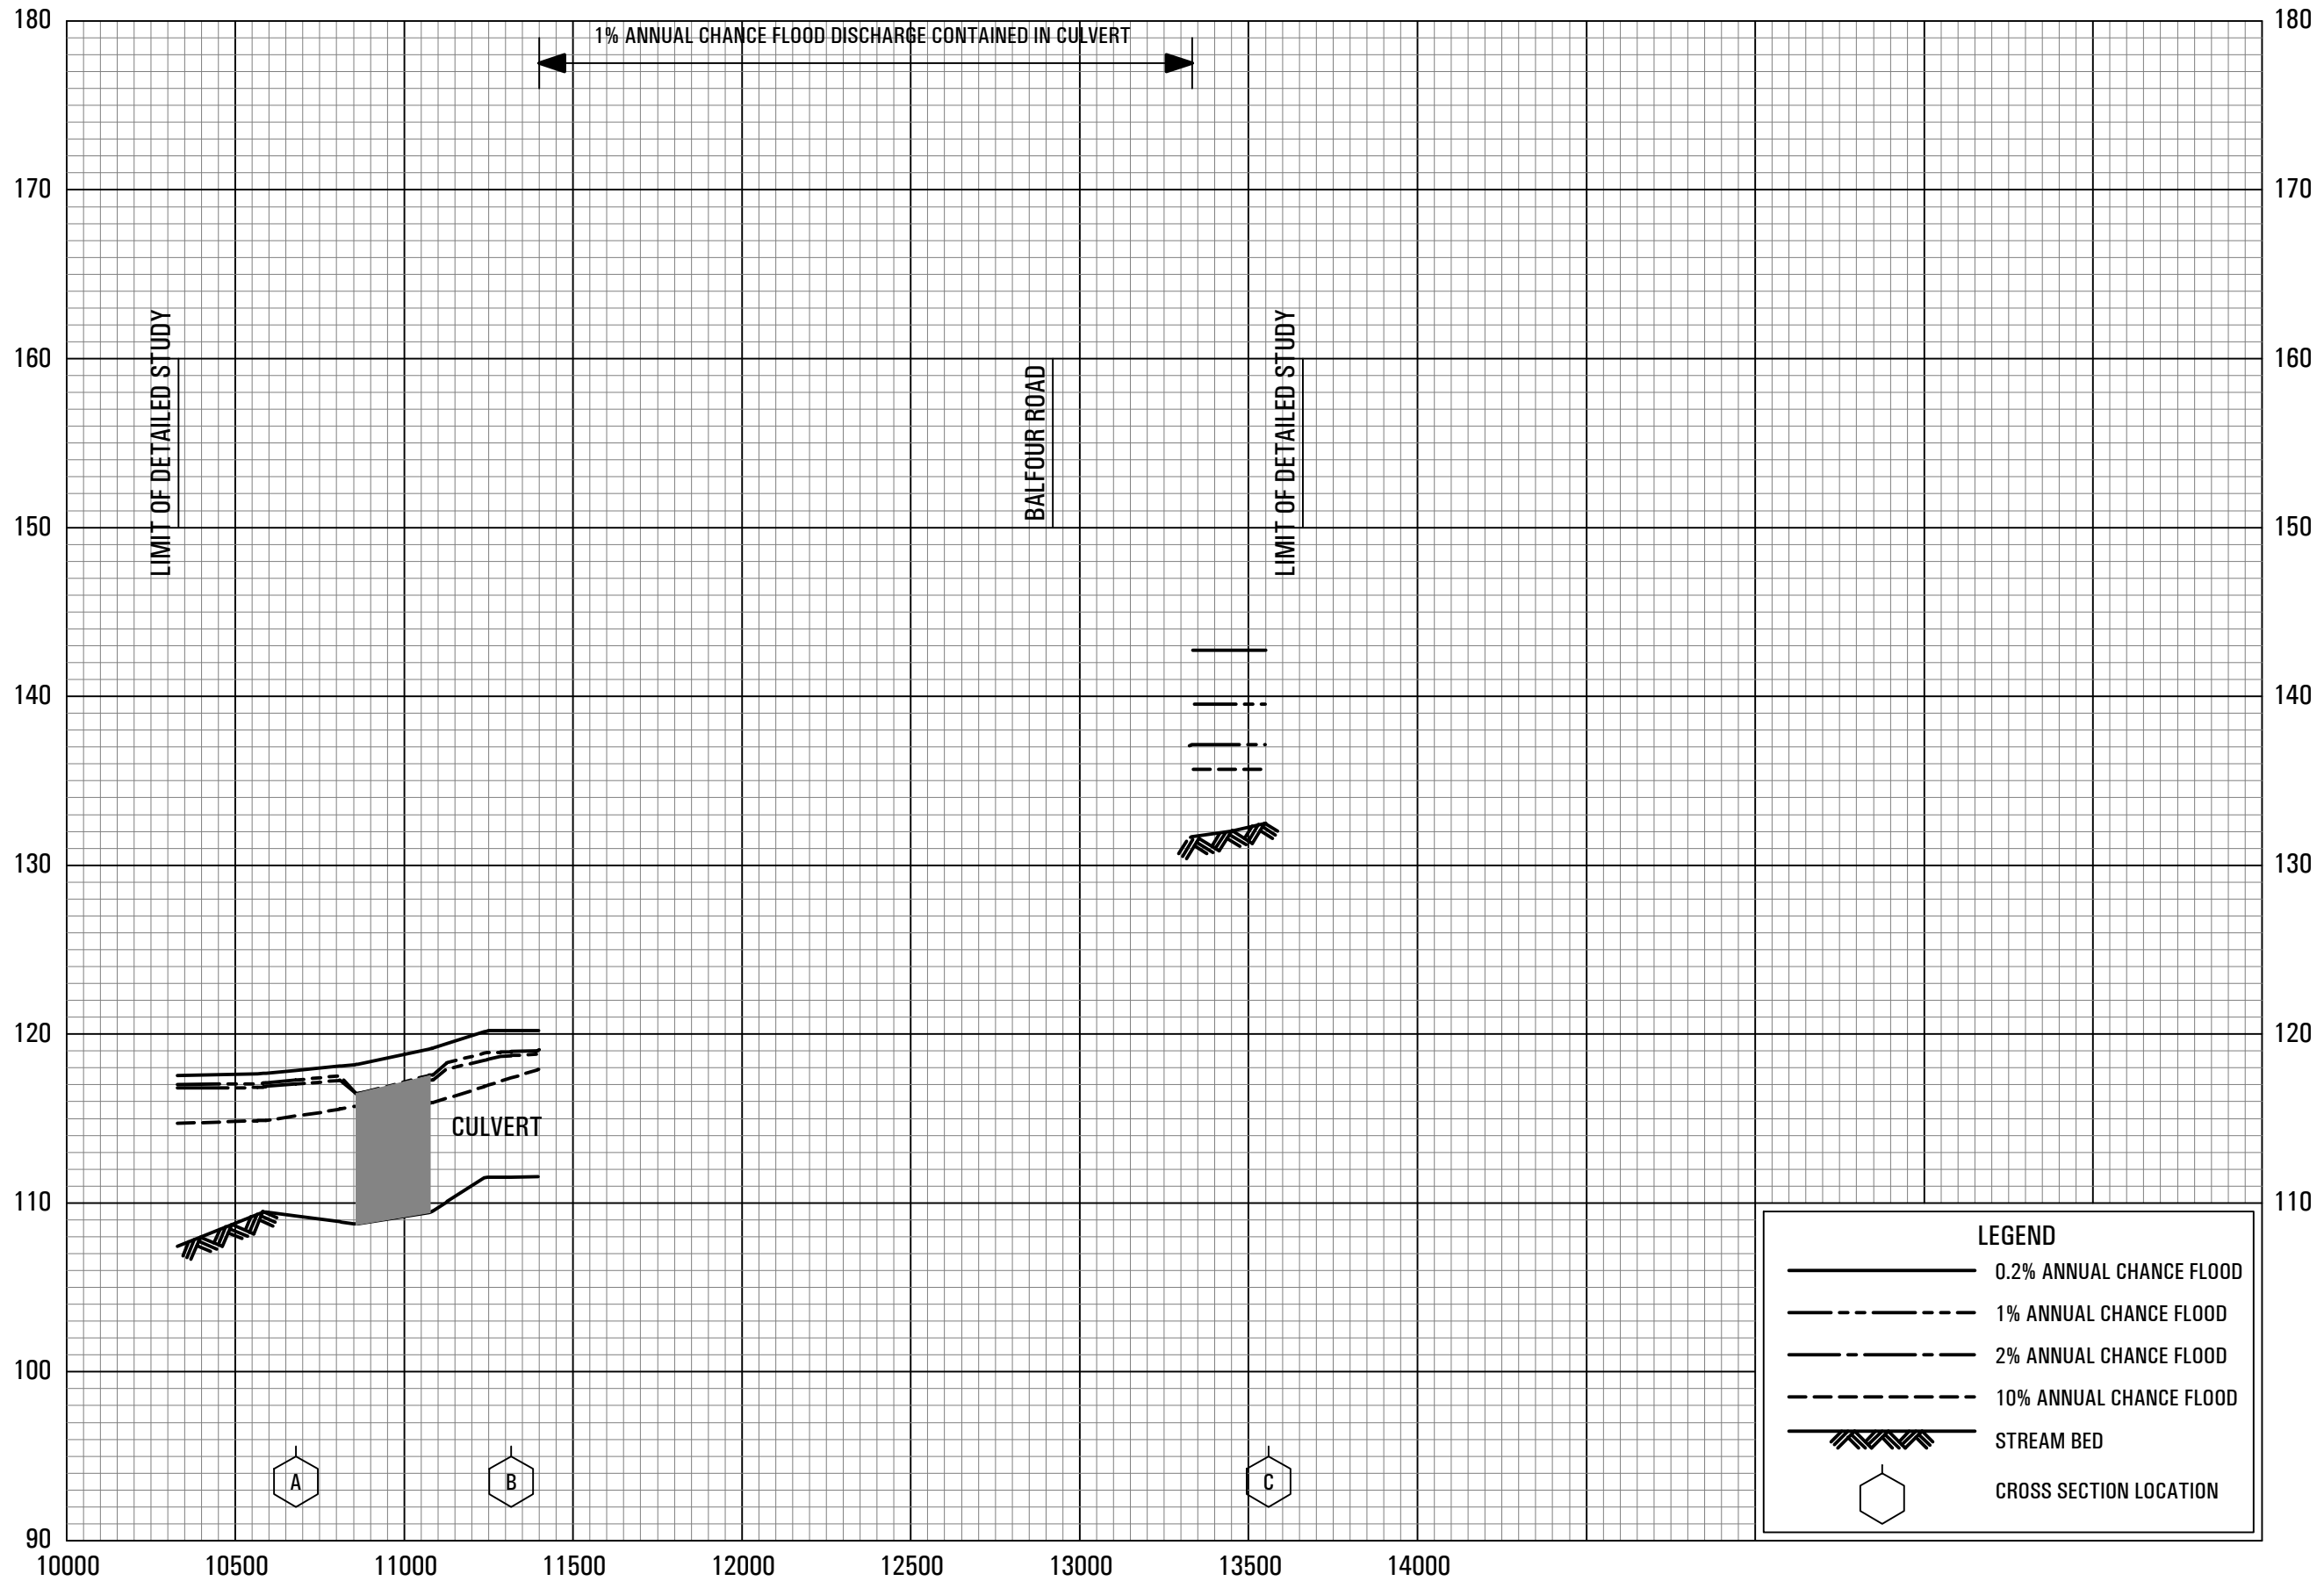 180
180
1% ANNUAL CHANCE FLOOD DISCHARGE CONTAINED IN CULVERT
170
170
160
160
LIMIT OF DETAILED STUDY
BALFOUR ROAD
LIMIT OF DETAILED STUDY
150
150
140
140
130
130
120
120
CULVERT
110
110
LEGEND
0.2% ANNUAL CHANCE FLOOD
1% ANNUAL CHANCE FLOOD
2% ANNUAL CHANCE FLOOD
10% ANNUAL CHANCE FLOOD
STREAM BED
CROSS SECTION LOCATION
100
A
B
C
90
10000 10500 11000 11500 12000 12500 13000 13500 14000